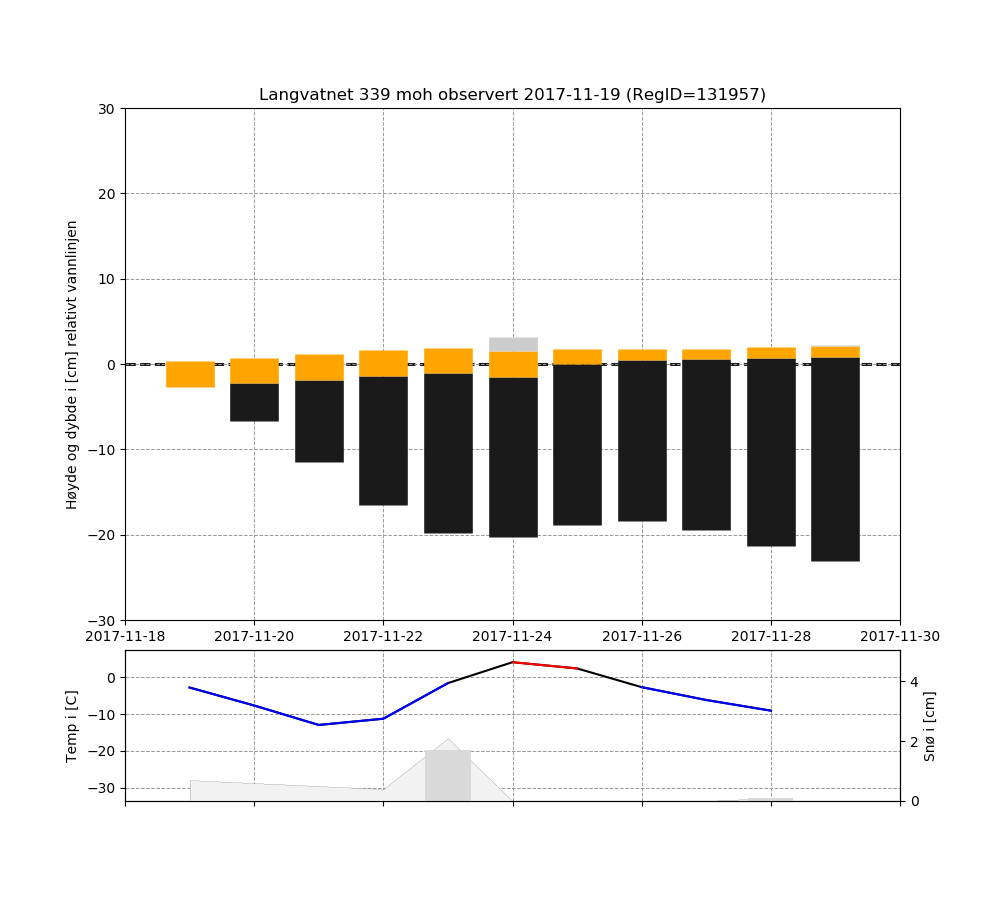 Langvatnet 339 moh observert 2017-11-19 (RegID=131957)
30
20
10
0
−10
−20
−30
Høyde og dybde i [cm] relativt vannlinjen
2017-11-18 2017-11-20 2017-11-22 2017-11-24 2017-11-26 2017-11-28 2017-11-30
0
−10
−20
−30
Temp i [C]
4
2
0
Snø i [cm]